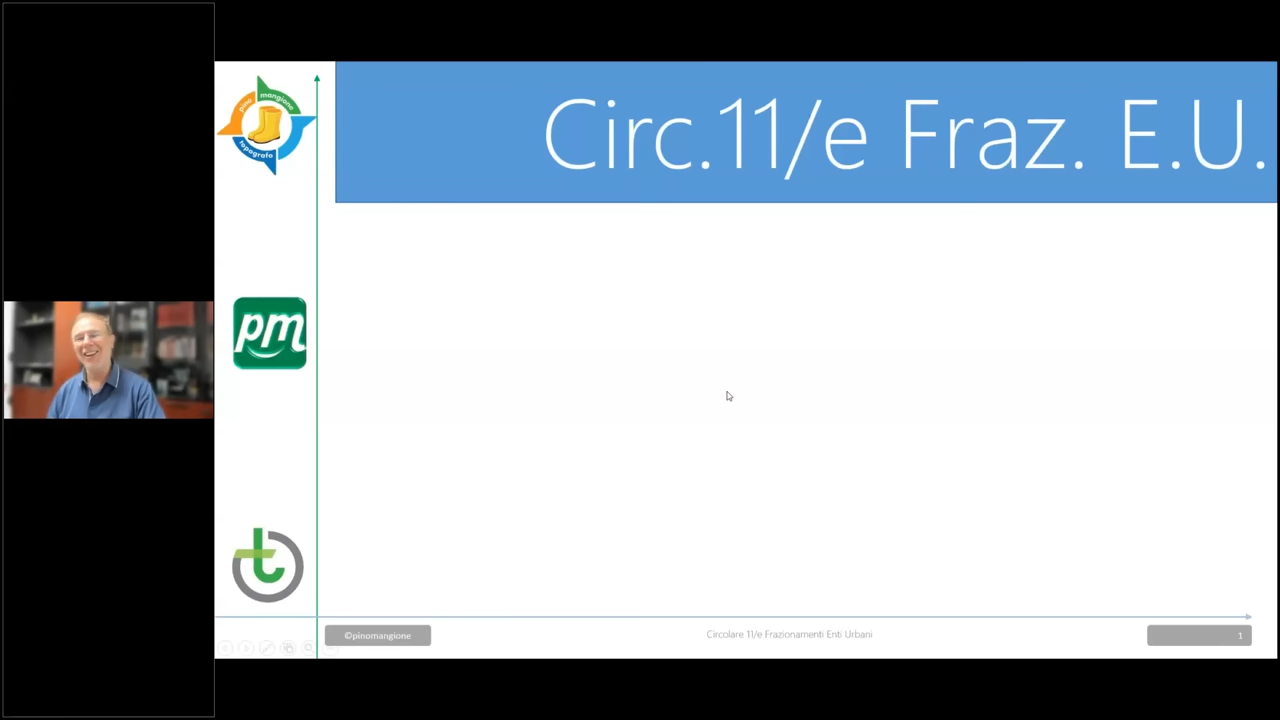 Circ.11/e Fraz. E.U.
pino mangione
topografo
pm
©pinomangione
Circolare 11/e Frazionamenti Enti Urbani
1